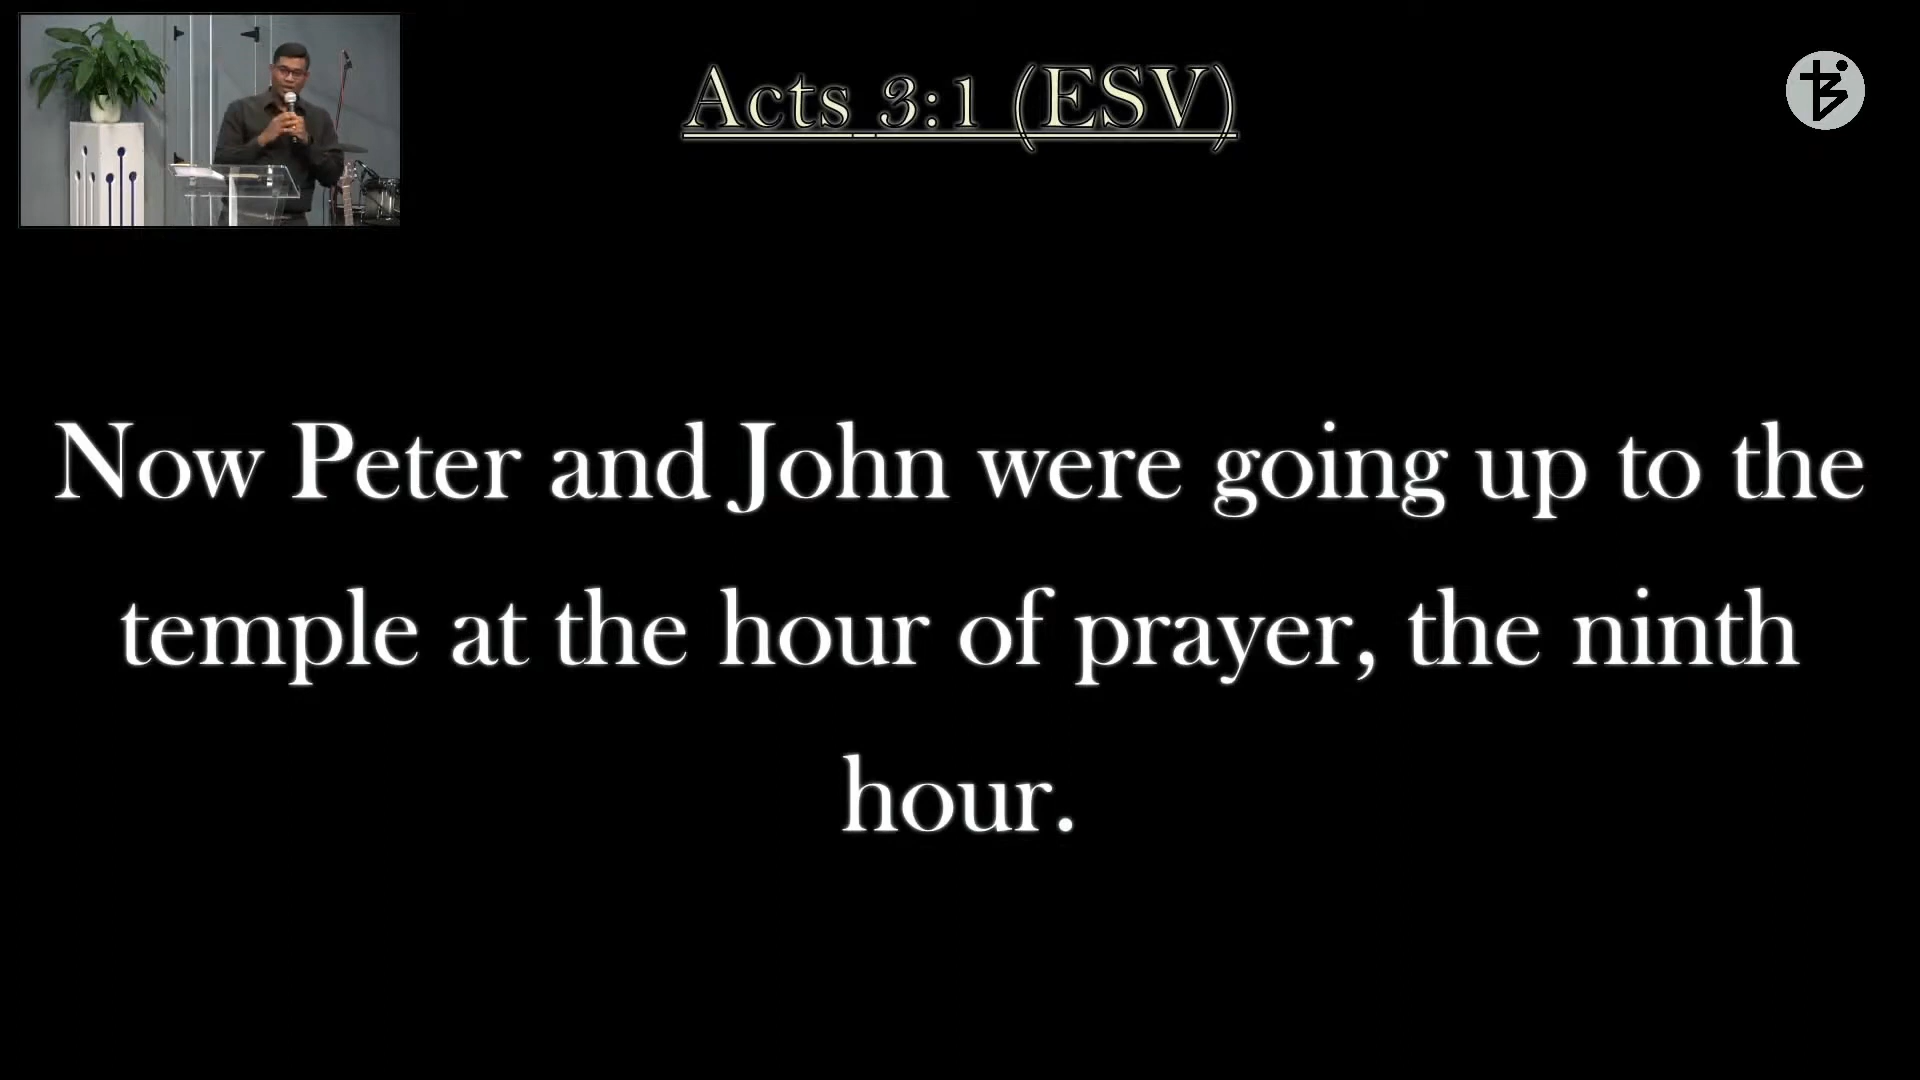 Acts 3:1 (ESV)
Now Peter and John were going up to the
temple at the hour of prayer, the ninth
hour.